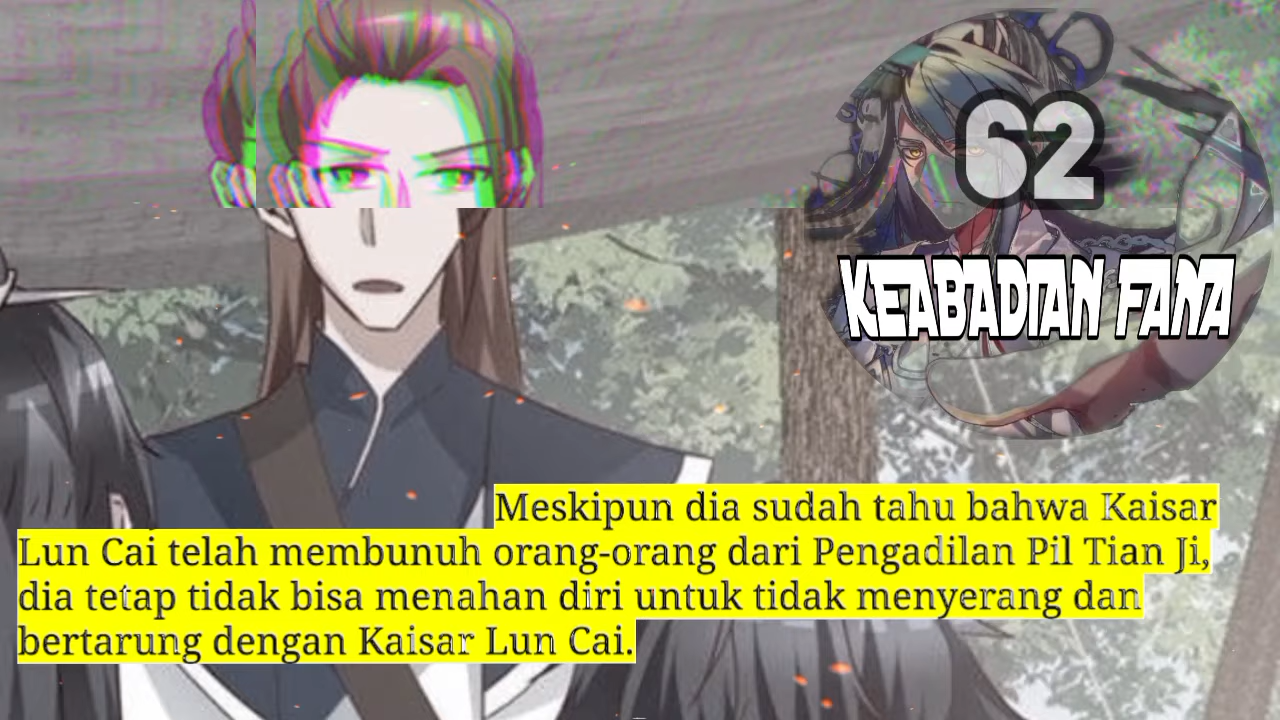 62
KEABADIAN FANA
Meskipun dia sudah tahu bahwa Kaisar
Lun Cai telah membunuh orang-orang dari Pengadilan Pil Tian Ji,
dia tetap tidak bisa menahan diri untuk tidak menyerang dan
bertarung dengan Kaisar Lun Cai.